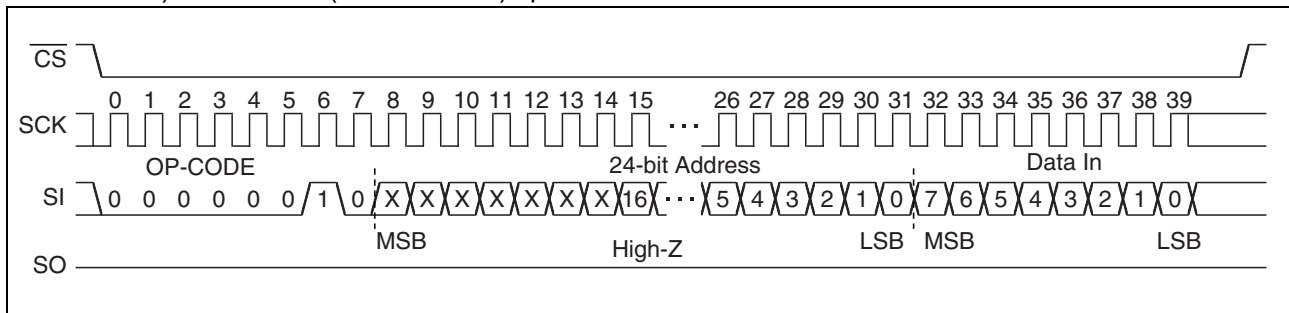 CS
0 1 2 3 4 5 6 7 8 9 10 11 12 13 14 15 26 27 28 29 30 31 32 33 34 35 36 37 38 39
SCK ...
OP-CODE 24-bit Address Data In
SI 0 0 0 0 0 0 1 0 X X X X X X X 16 ... 5 4 3 2 1 0 7 6 5 4 3 2 1 0
MSB High-Z LSB MSB LSB
SO